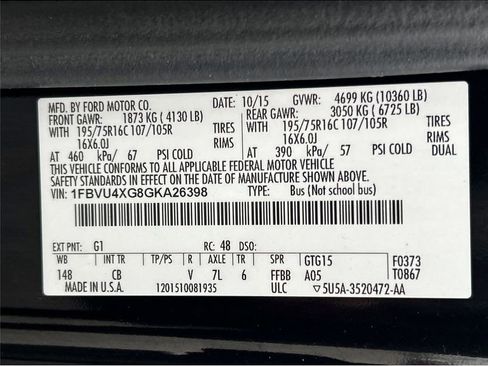 MFD. BY FORD MOTOR CO. DATE: 10/15 GVWR: 4699 KG (10360 LB)
FRONT GAWR: 1873 KG (4130 LB) REAR GAWR: 3050 KG (6725 LB)
WITH 195/75R16C 107/105R TIRES WITH 195/75R16C 107/105R TIRES
16X6.0J RIMS 16X6.0J RIMS
AT 460 kPa/ 67 PSI COLD AT 390 kPa/ 57 PSI COLD DUAL
THIS VEHICLE CONFORMS TO ALL APPLICABLE FEDERAL MOTOR VEHICLE
SAFETY STANDARDS IN EFFECT ON THE DATE OF MANUFACTURE SHOWN ABOVE.
VIN: 1FBVU4XG8GKA26398 TYPE: Bus (Not school bus)
EXT PNT: G1 RC: 48 DSO:
WB INT TR TP/PS R AXLE TR SPR GTG15 F0373
148 CB V 7L 6 FFBB A05 T0867
MADE IN U.S.A. 1201510081935 ULC 5U5A-3520472-AA